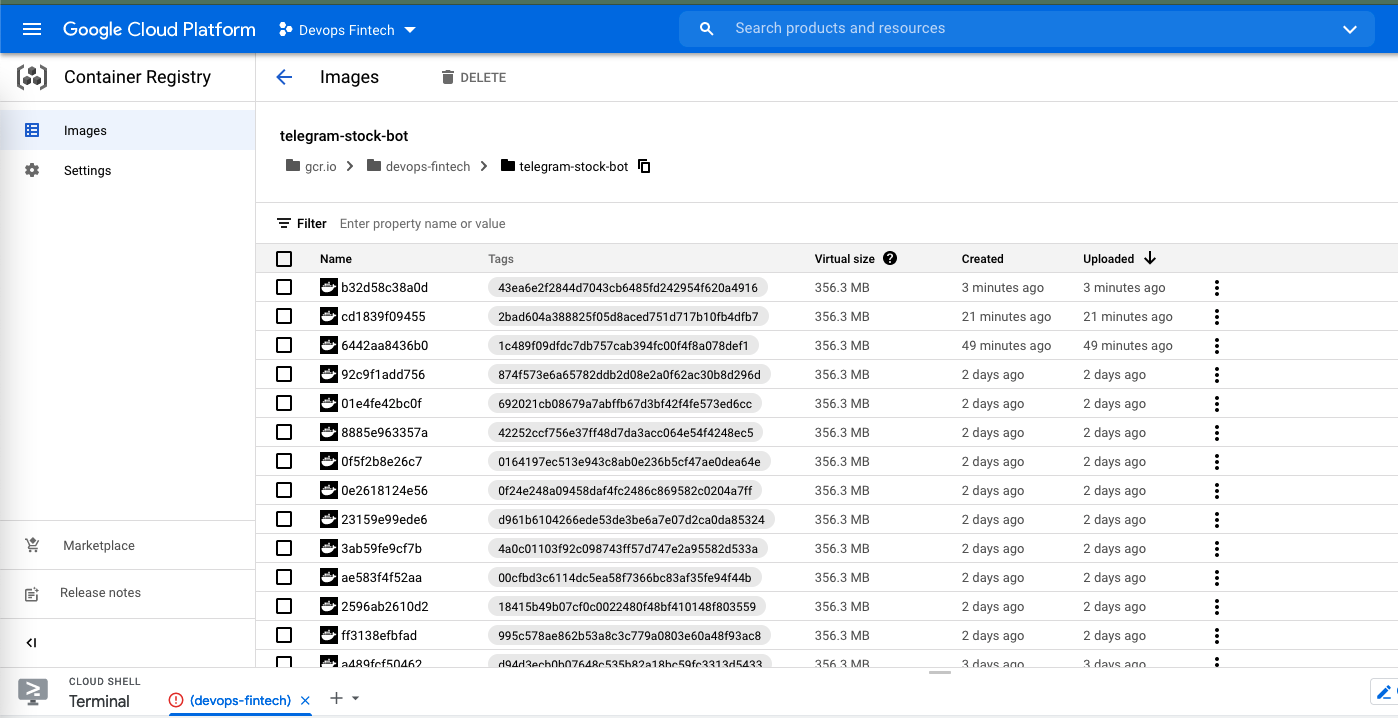 Google Cloud Platform Devops Fintech Search products and resources
Container Registry Images DELETE
Images
Settings
telegram-stock-bot
gcr.io devops-fintech telegram-stock-bot
Filter Enter property name or value
Name Tags Virtual size Created Uploaded
b32d58c38a0d 43ea6e2f2844d7043cb6485fd242954f620a4916 356.3 MB 3 minutes ago 3 minutes ago
cd1839f09455 2bad604a388825f05d8aced751d717b10fb4dfb7 356.3 MB 21 minutes ago 21 minutes ago
6442aa8436b0 1c489f09dfdc7db757cab394fc00f4f8a078def1 356.3 MB 49 minutes ago 49 minutes ago
92c9f1add756 874f573e6a65782ddb2d08e2a0f62ac30b8d296d 356.3 MB 2 days ago 2 days ago
01e4fe42bc0f 692021cb08679a7abffb67d3bf42f4fe573ed6cc 356.3 MB 2 days ago 2 days ago
8885e963357a 42252ccf756e37ff48d7da3acc064e54f4248ec5 356.3 MB 2 days ago 2 days ago
0f5f2b8e26c7 0164197ec513e943c8ab0e236b5cf47ae0dea64e 356.3 MB 2 days ago 2 days ago
0e2618124e56 0f24e248a09458daf4fc2486c869582c0204a7ff 356.3 MB 2 days ago 2 days ago
23159e99ede6 d961b6104266ede53de3be6a7e07d2ca0da85324 356.3 MB 2 days ago 2 days ago
3ab59fe9cf7b 4a0c01103f92c098743ff57d747e2a95582d533a 356.3 MB 2 days ago 2 days ago
ae583f4f52aa 00cfbd3c6114dc5ea58f7366bc83af35fe94f44b 356.3 MB 2 days ago 2 days ago
2596ab2610d2 18415b49b07cf0c0022480f48bf410148f803559 356.3 MB 2 days ago 2 days ago
ff3138efbfad 995c578ae862b53a8c3c779a0803e60a48f93ac8 356.3 MB 2 days ago 2 days ago
a489fcf50462 d94d3ecb0b07648c535b82a18bc59fc3313d5433 356.3 MB 3 days ago 3 days ago
Marketplace
Release notes
CLOUD SHELL
Terminal (devops-fintech)